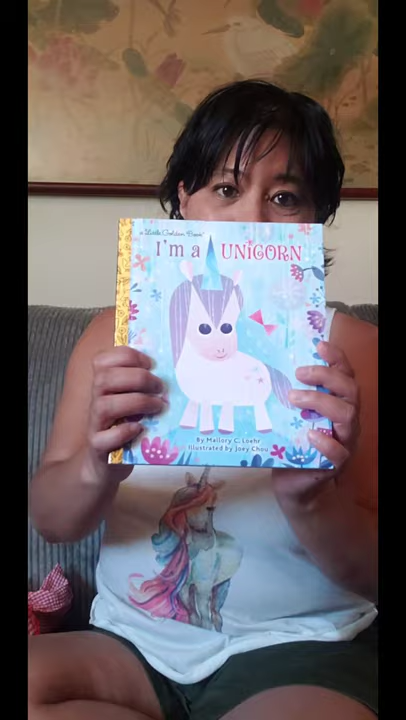 a Little Golden Book
I'm a UNiCORN
By Mallory C. Loehr
illustrated by Joey Chou